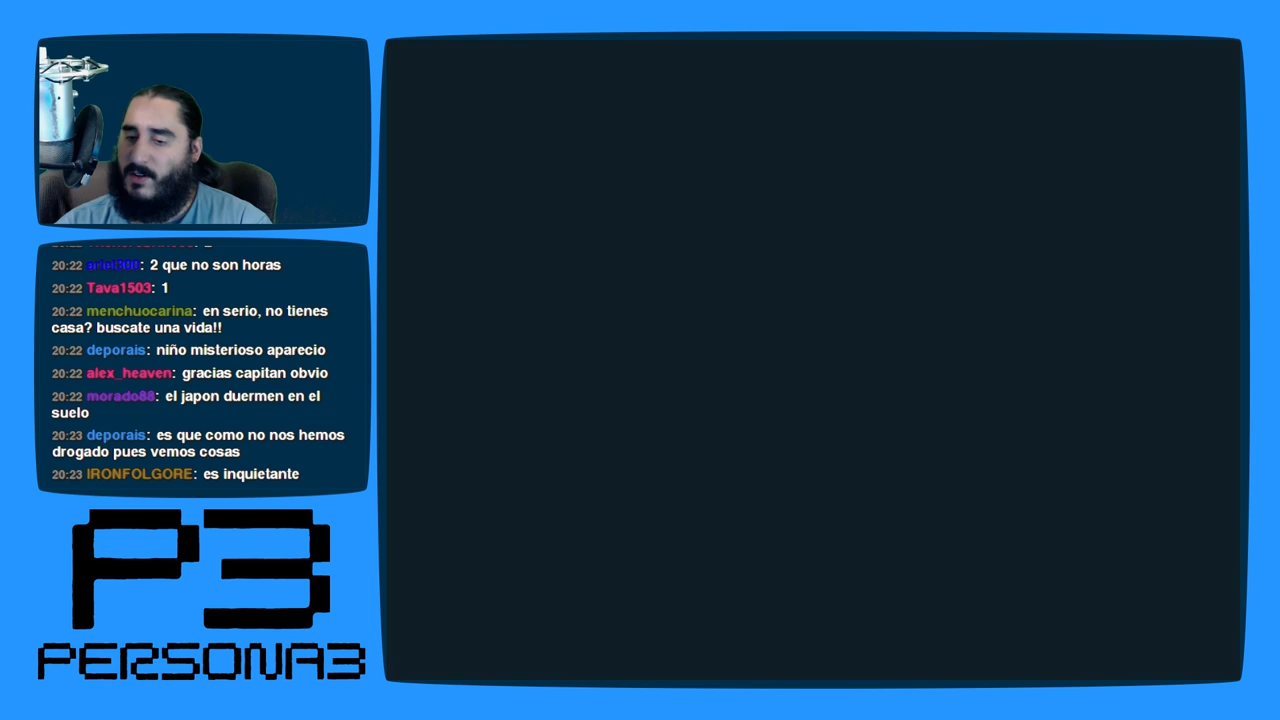 20:22 ariel300: 2 que no son horas
20:22 Tava1503: 1
20:22 menchuocarina: en serio, no tienes
casa? buscate una vida!!
20:22 deporais: niño misterioso aparecio
20:22 alex_heaven: gracias capitan obvio
20:22 morado88: el japon duermen en el
suelo
20:23 deporais: es que como no nos hemos
drogado pues vemos cosas
20:23 IRONFOLGORE: es inquietante
P3
PERSONA3